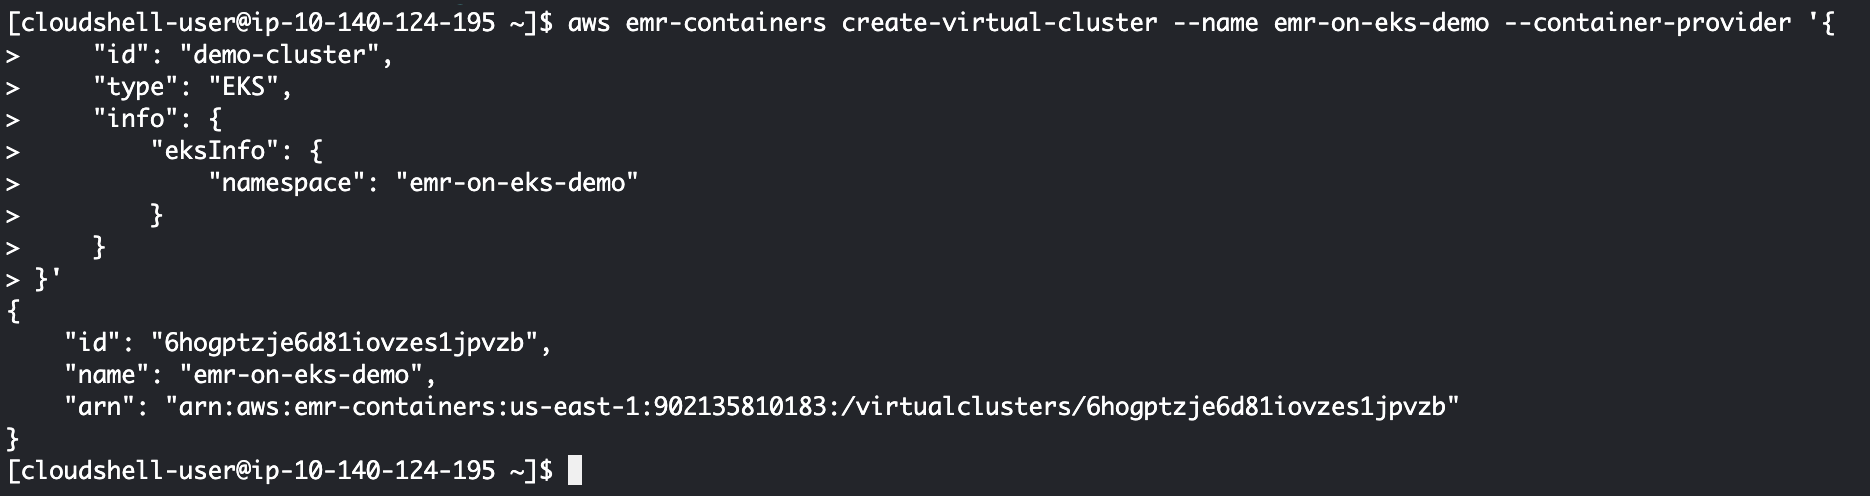 [cloudshell-user@ip-10-140-124-195 ~]$ aws emr-containers create-virtual-cluster --name emr-on-eks-demo --container-provider '{
>     "id": "demo-cluster",
>     "type": "EKS",
>     "info": {
>         "eksInfo": {
>             "namespace": "emr-on-eks-demo"
>         }
>     }
> }'
{
    "id": "6hogptzje6d81iovzes1jpvzb",
    "name": "emr-on-eks-demo",
    "arn": "arn:aws:emr-containers:us-east-1:902135810183:/virtualclusters/6hogptzje6d81iovzes1jpvzb"
}
[cloudshell-user@ip-10-140-124-195 ~]$